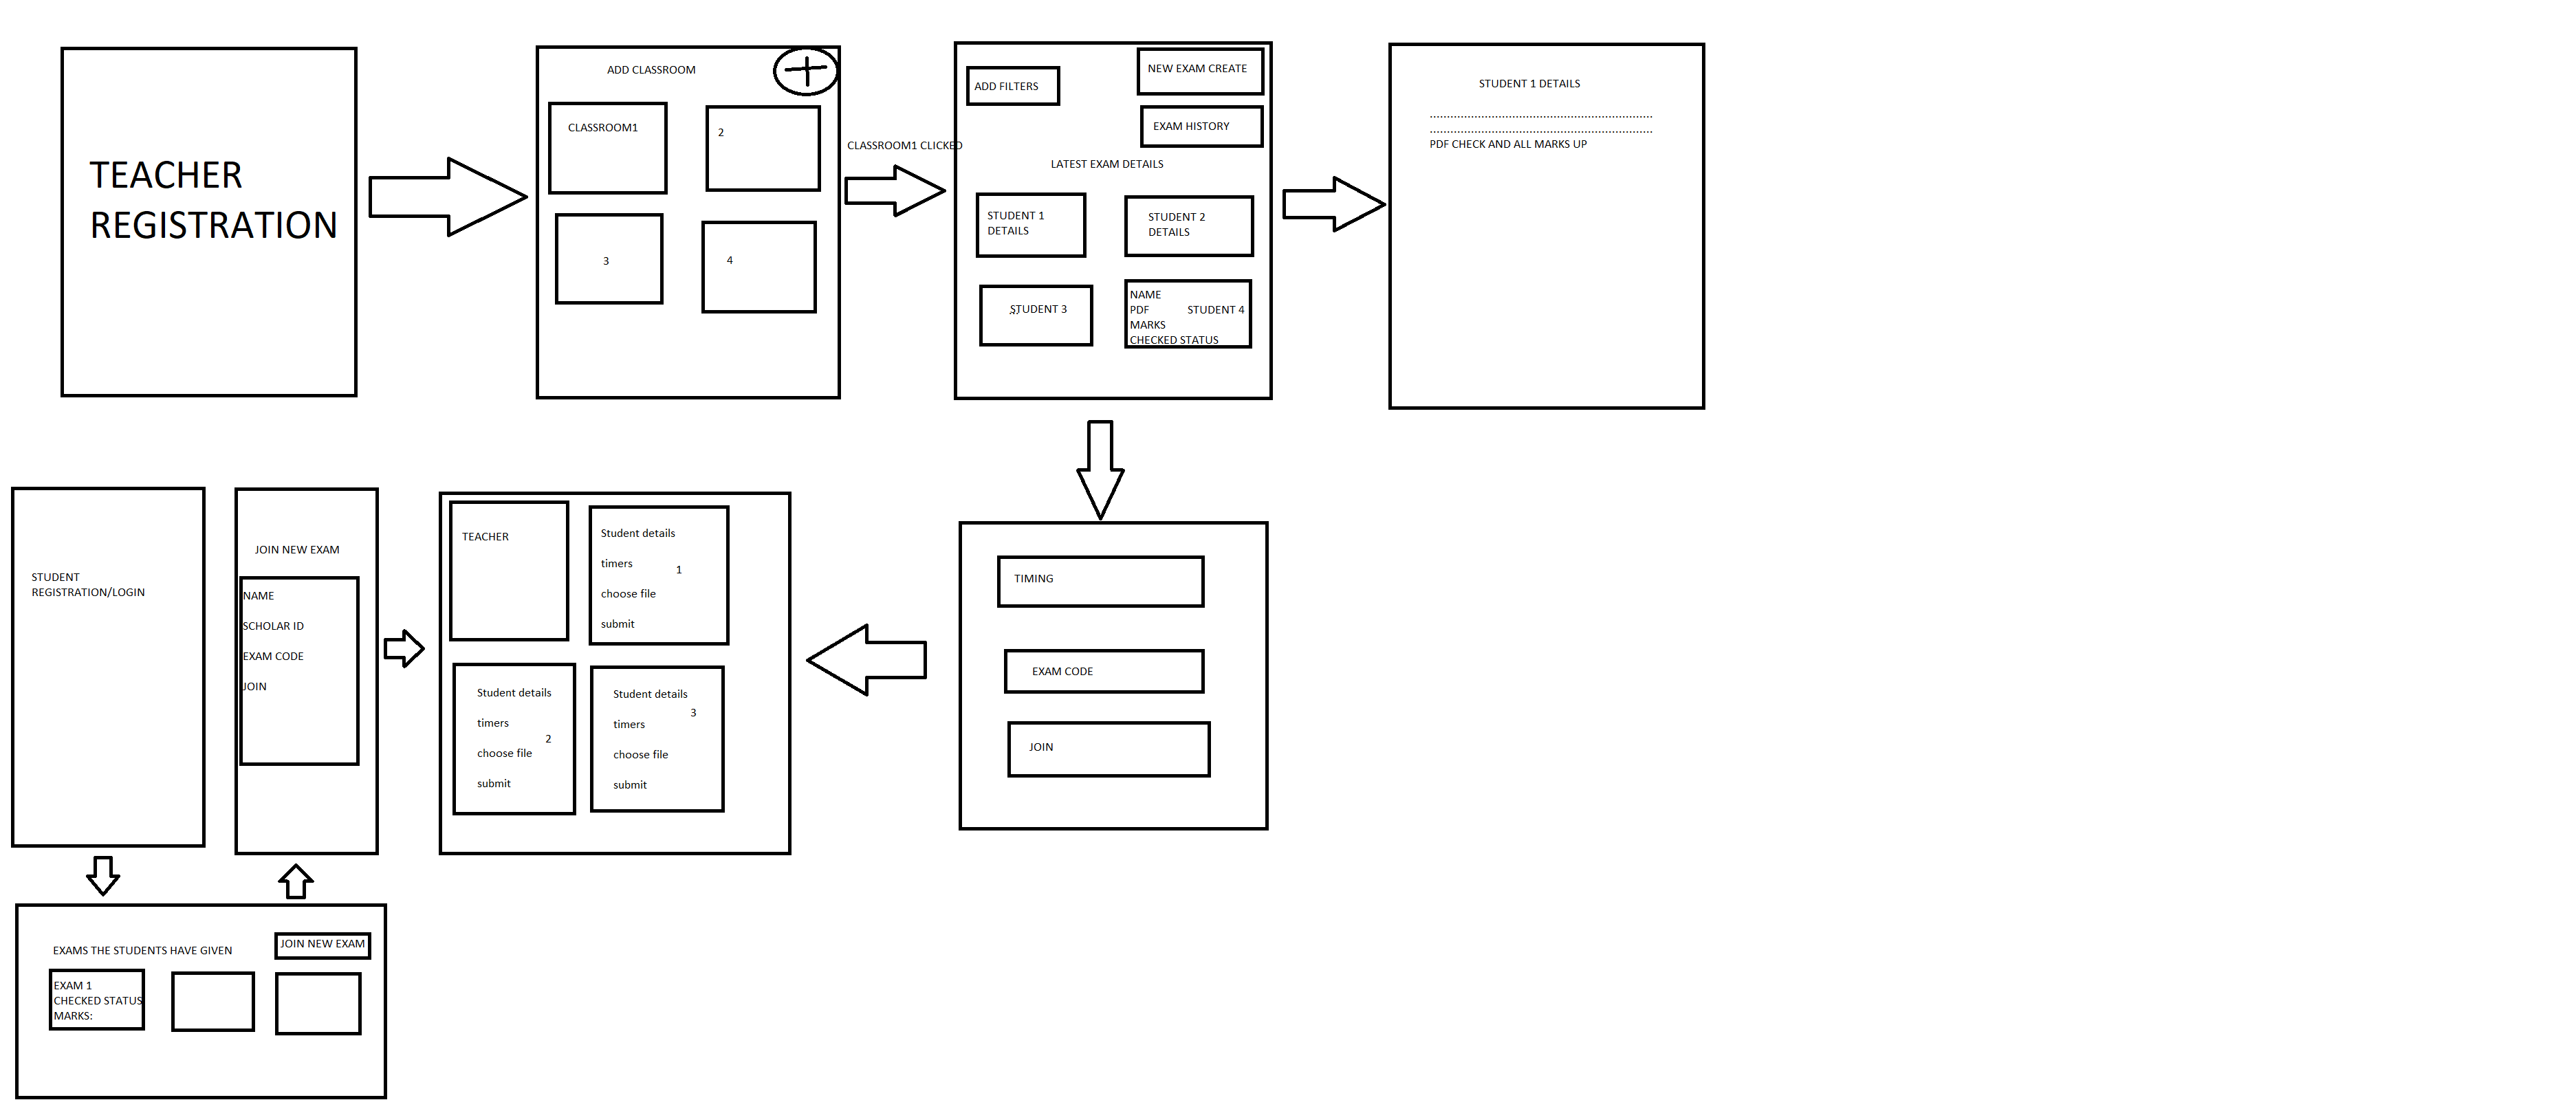 TEACHER
REGISTRATION
ADD CLASSROOM
CLASSROOM1
2
3
4
CLASSROOM1 CLICKED
ADD FILTERS
NEW EXAM CREATE
EXAM HISTORY
LATEST EXAM DETAILS
STUDENT 1
DETAILS
STUDENT 2
DETAILS
STUDENT 3
NAME
PDF STUDENT 4
MARKS
CHECKED STATUS
STUDENT 1 DETAILS
................................................................
................................................................
PDF CHECK AND ALL MARKS UP
STUDENT
REGISTRATION/LOGIN
JOIN NEW EXAM
NAME
SCHOLAR ID
EXAM CODE
JOIN
TEACHER
Student details
timers
1
choose file
submit
Student details
timers
2
choose file
submit
Student details
3
timers
choose file
submit
TIMING
EXAM CODE
JOIN
EXAMS THE STUDENTS HAVE GIVEN
JOIN NEW EXAM
EXAM 1
CHECKED STATUS
MARKS: